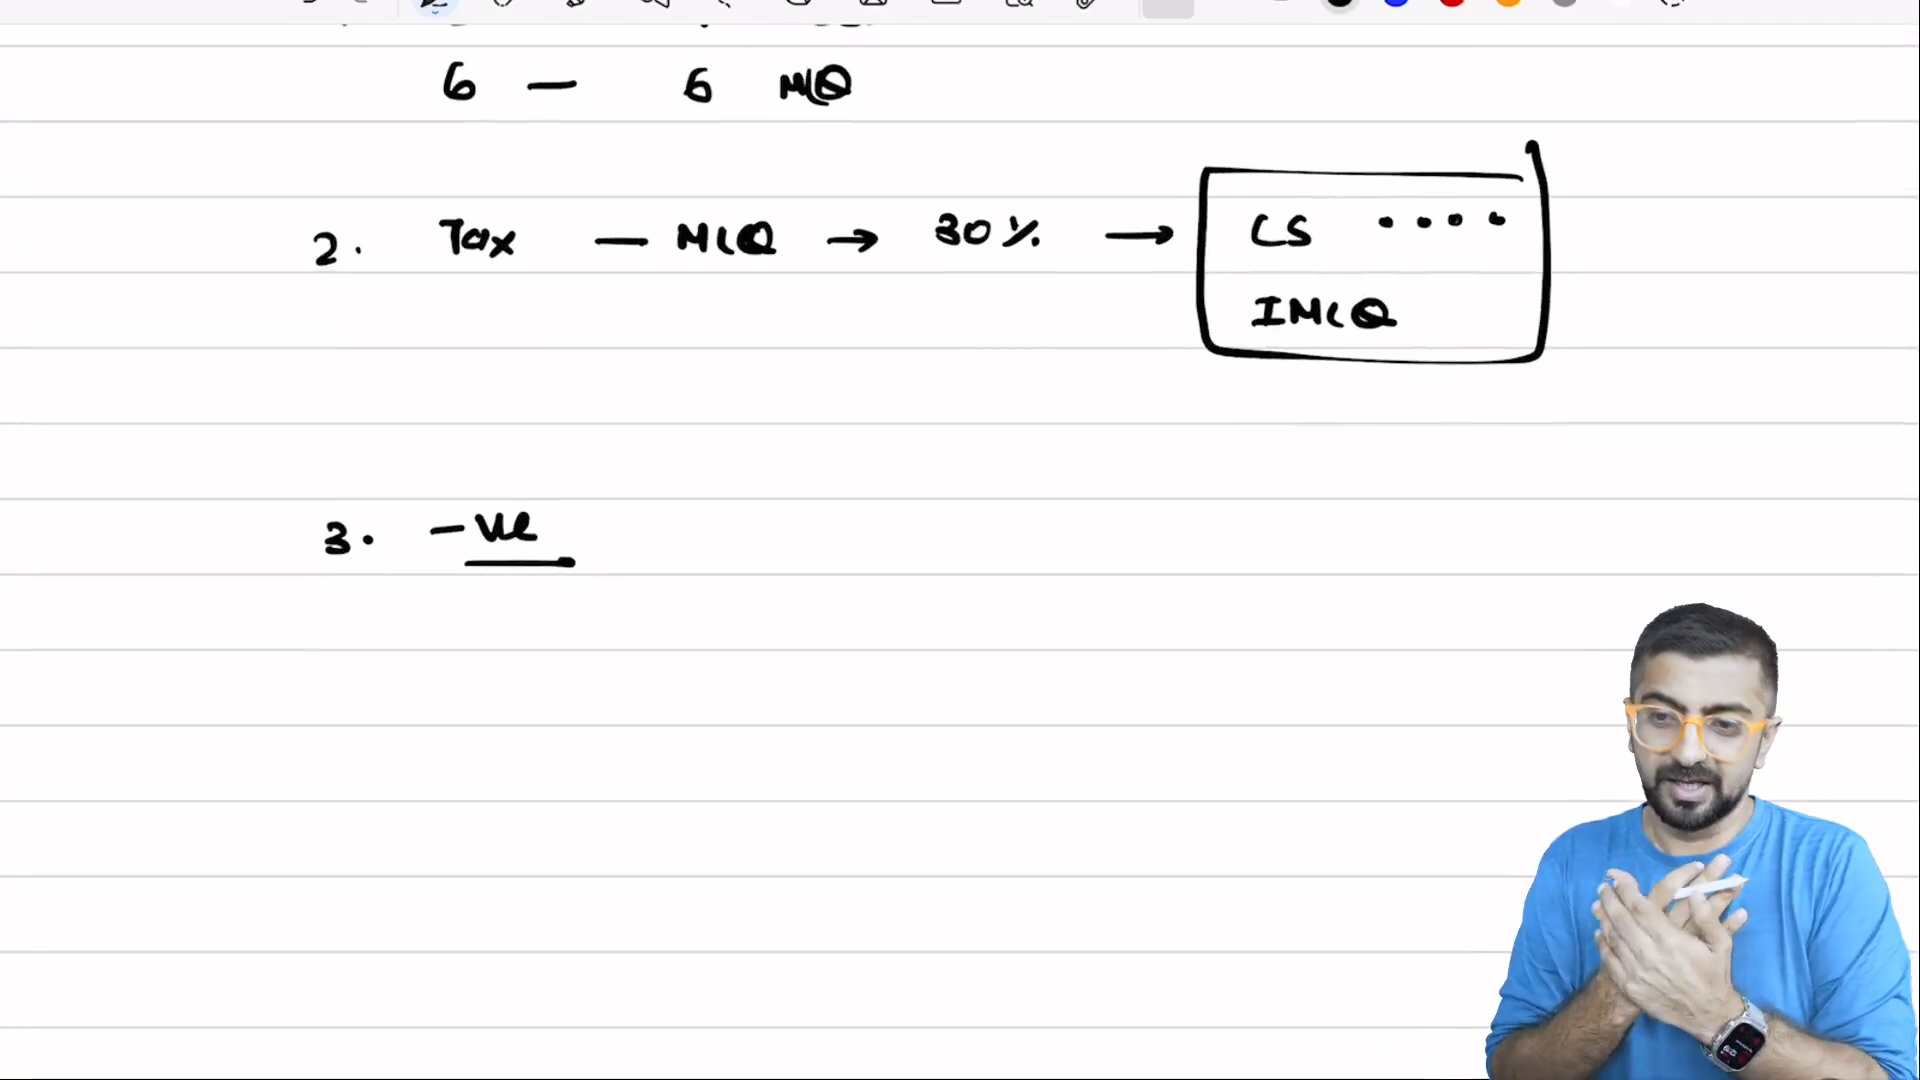 6 — 6 MCQ
2. Tax — MCQ → 30% → CS ....
IMCQ
3. -ve